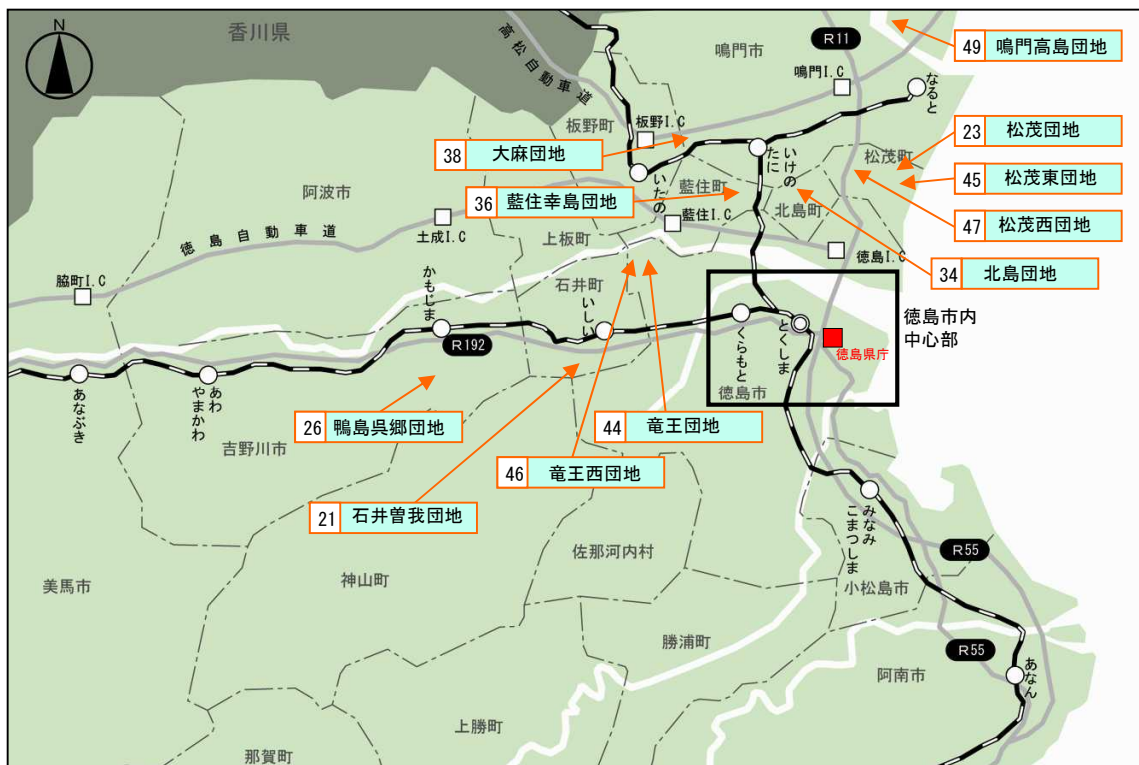 N
香川県
高松自動車道
鳴門市
R11
鳴門I.C
なると
49 鳴門高島団地
板野町
板野I.C
23 松茂団地
松茂町
38 大麻団地
いけの
たに
45 松茂東団地
阿波市
いたの
藍住町
36 藍住幸島団地
北島町
47 松茂西団地
徳島自動車道
土成I.C
藍住I.C
上板町
徳島I.C
34 北島団地
脇町I.C
かもじま
石井町
いしい
徳島市内
中心部
R192
くらもと
とくしま
徳島県庁
徳島市
あなぶき
あわ
やまかわ
26 鴨島呉郷団地
44 竜王団地
吉野川市
46 竜王西団地
21 石井曽我団地
みなみ
こまつしま
佐那河内村
R55
美馬市
神山町
小松島市
勝浦町
R55
阿南市
あなん
上勝町
那賀町